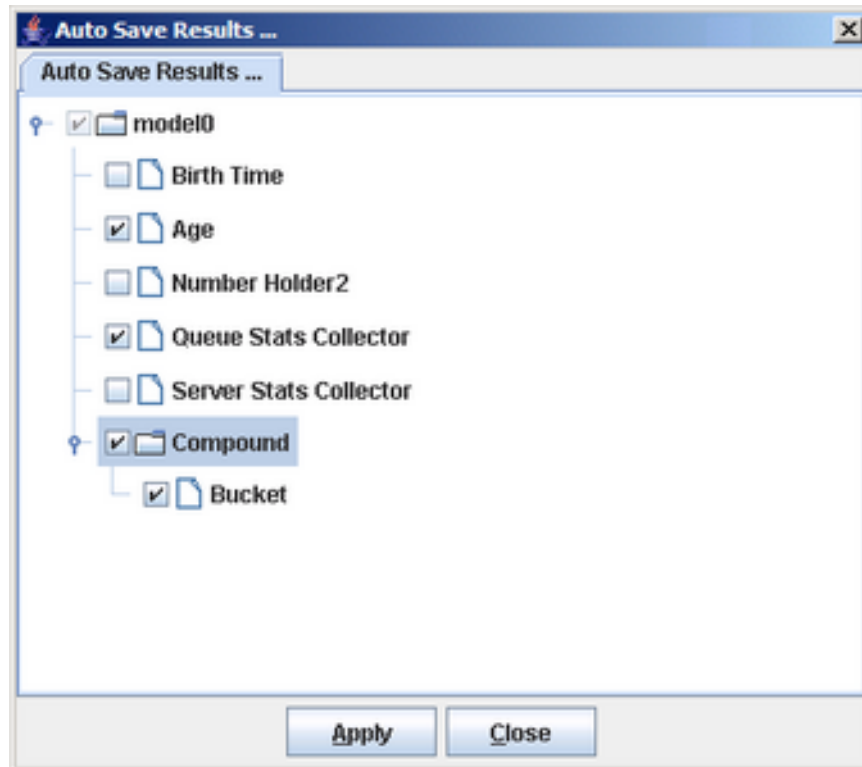 Auto Save Results ...
Auto Save Results ...
model0
Birth Time
Age
Number Holder2
Queue Stats Collector
Server Stats Collector
Compound
Bucket
Apply Close